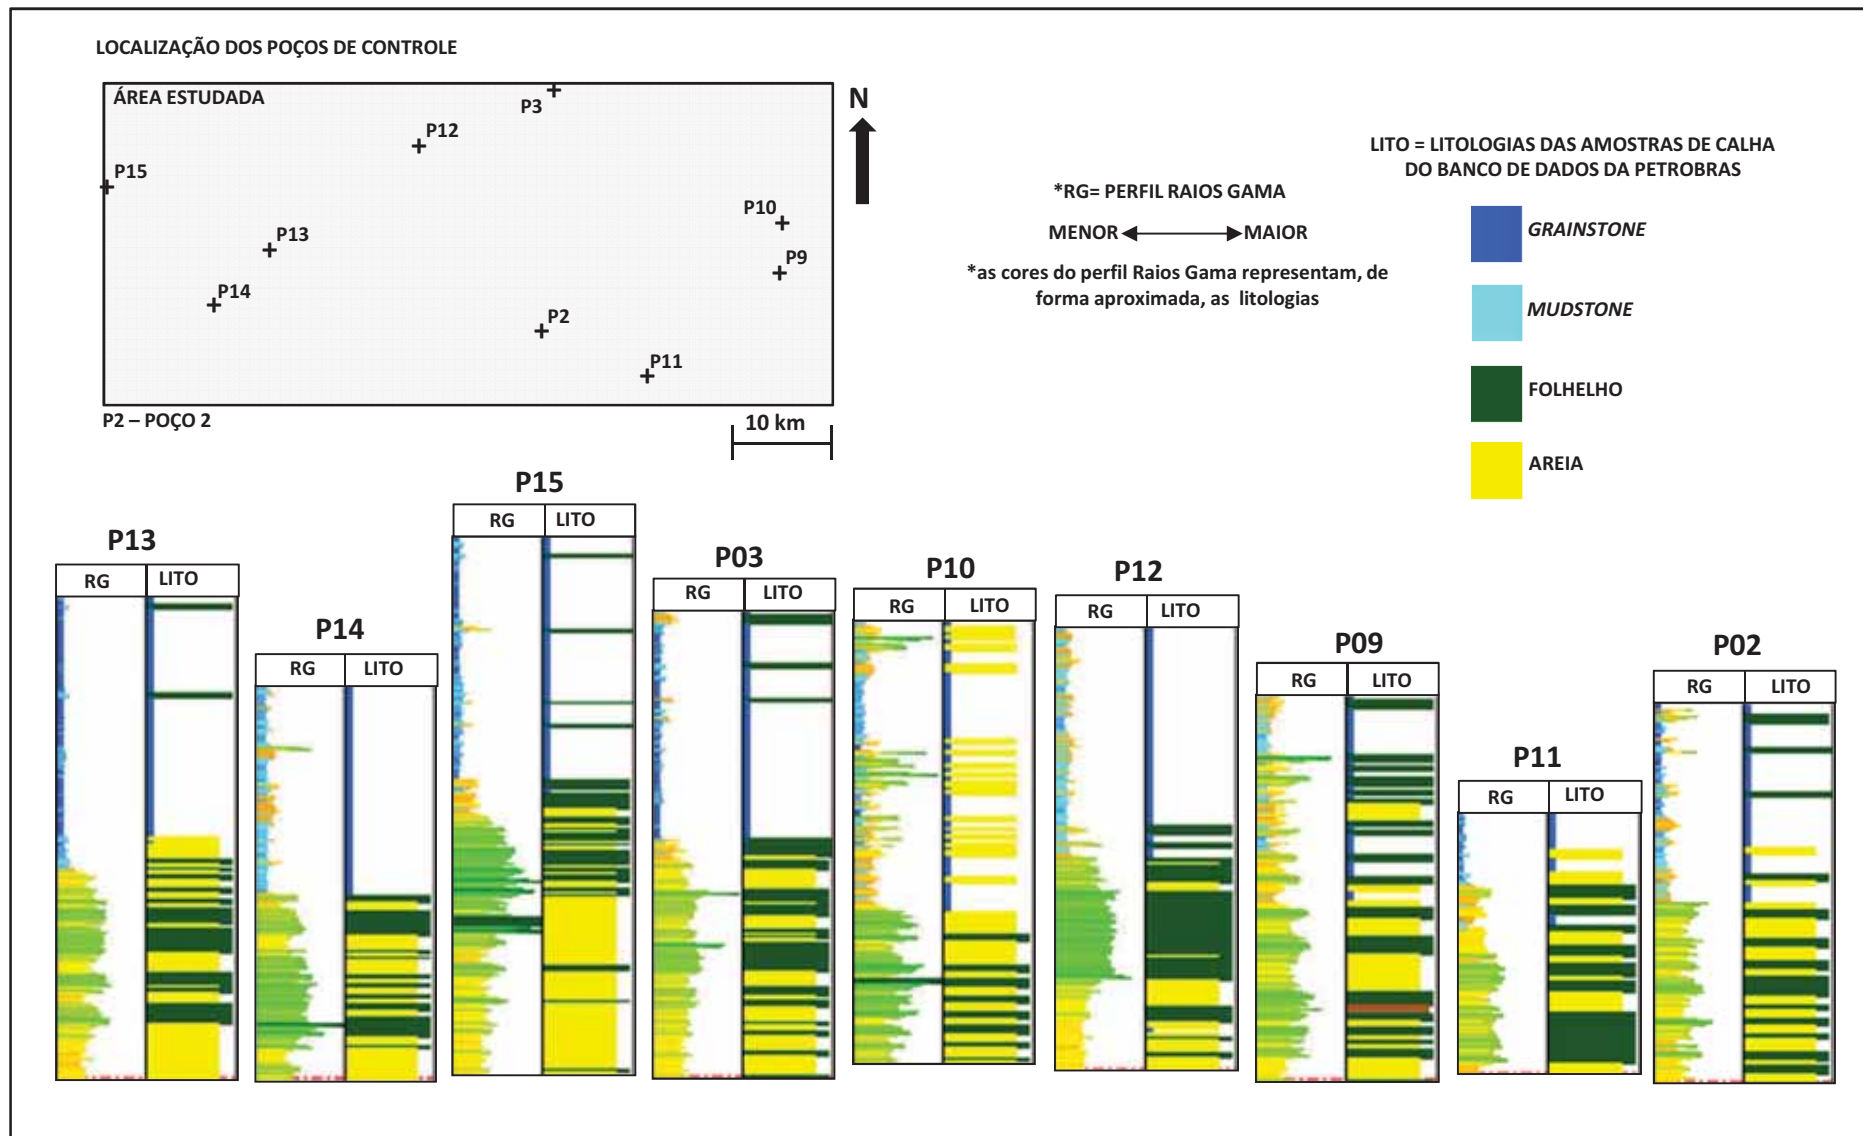 LOCALIZAÇÃO DOS POÇOS DE CONTROLE
ÁREA ESTUDADA
P3
P12
P15
P10
P13
P9
P14
P2
P11
P2 – POÇO 2
10 km
N
*RG= PERFIL RAIOS GAMA
MENOR
MAIOR
*as cores do perfil Raios Gama representam, de
forma aproximada, as litologias
LITO = LITOLOGIAS DAS AMOSTRAS DE CALHA
DO BANCO DE DADOS DA PETROBRAS
GRAINSTONE
MUDSTONE
FOLHELHO
AREIA
P13
RG LITO
P14
RG LITO
P15
RG LITO
P03
RG LITO
P10
RG LITO
P12
RG LITO
P09
RG LITO
P11
RG LITO
P02
RG LITO